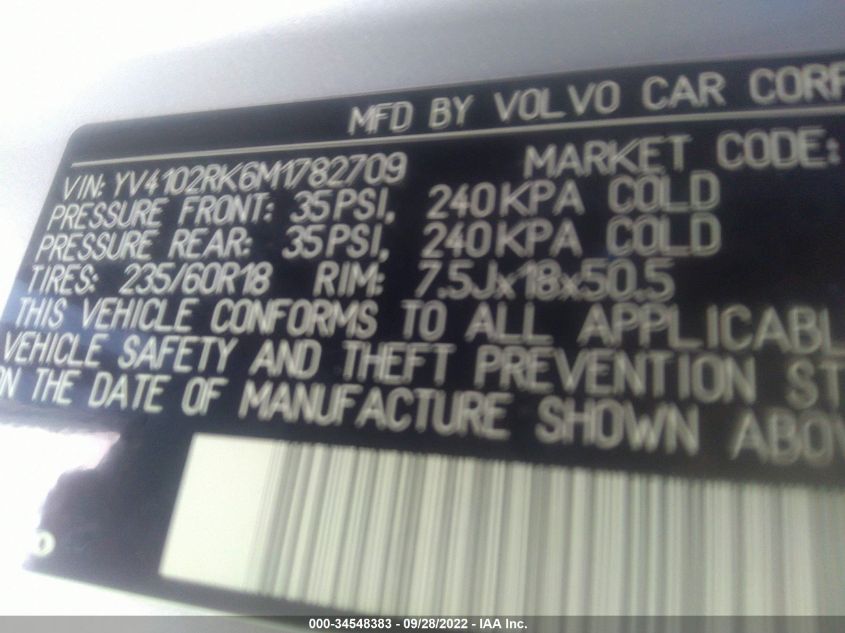 MFD BY VOLVO CAR CORP
VIN: YV4102RK6M1782709 MARKET CODE:
PRESSURE FRONT: 35PSI, 240KPA COLD
PRESSURE REAR: 35PSI, 240KPA COLD
TIRES: 235/60R18 RIM: 7.5Jx18x50.5
THIS VEHICLE CONFORMS TO ALL APPLICABL
VEHICLE SAFETY AND THEFT PREVENTION ST
ON THE DATE OF MANUFACTURE SHOWN ABOV
000-34548383 - 09/28/2022 - IAA Inc.